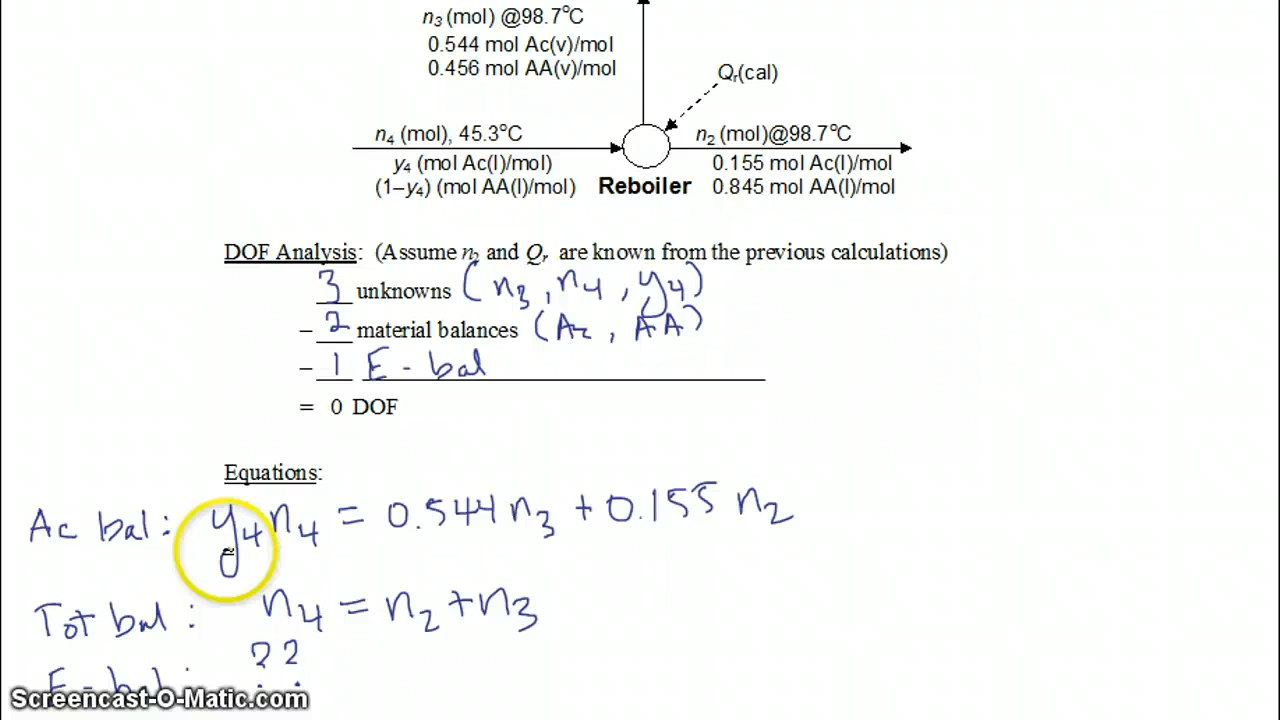 n3 (mol) @98.7°C
0.544 mol Ac(v)/mol
0.456 mol AA(v)/mol
Qr(cal)
n4 (mol), 45.3°C
n2 (mol)@98.7°C
y4 (mol Ac(l)/mol)
0.155 mol Ac(l)/mol
(1–y4) (mol AA(l)/mol)
Reboiler
0.845 mol AA(l)/mol
DOF Analysis: (Assume n2 and Qr are known from the previous calculations)
3 unknowns (n3, n4, y4)
– 2 material balances (Ac, AA)
– 1 E - bal
= 0 DOF
Equations:
Ac bal: y4n4 = 0.544n3 + 0.155 n2
Tot bal: n4 = n2 + n3
E - bal: ??
Screencast-O-Matic.com